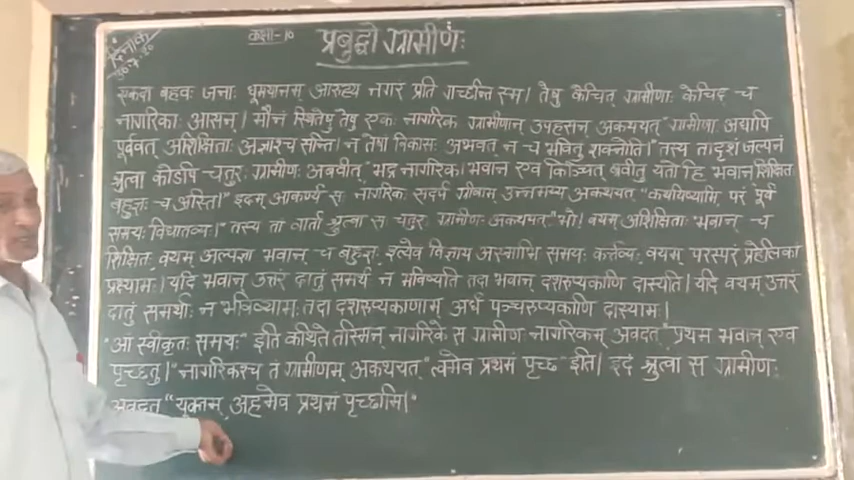 दिनांक
30.7.20
कक्षा-10
प्रबुद्धो ग्रामीण:
एकदा बहवः जनाः धूमयानम् आरुह्य नगरं प्रति गच्छन्ति स्म। तेषु केचित् ग्रामीणाः केचिद् च
नागरिकाः आसन्। मौनं स्थितेषु तेषु एकः नागरिकः ग्रामीणान् उपहसन् अकथयत् "ग्रामीणाः अद्यापि
पूर्ववत् अशिक्षिताः अज्ञाश्च सन्ति। न तेषां विकासः अभवत् न च भवितुं शक्नोति।" तस्य तादृशं जल्पनं
श्रुत्वा कोऽपि चतुरः ग्रामीणः अब्रवीत् "भद्र नागरिक। भवान् एव किञ्चित् ब्रवीतु यतो हि भवान् शिक्षितः
बहुज्ञः च अस्ति।" इदम् आकर्ण्य सः नागरिकः सदर्प ग्रीवाम् उन्नमय्य अकथयत् "कथयिष्यामि, परं पूर्वं
समयः विधातव्यः।" तस्य तां वार्तां श्रुत्वा स चतुरः ग्रामीणः अकथयत् "भो! वयम् अशिक्षिताः भवान् च
शिक्षितः, वयम् अल्पज्ञा भवान् च बहुज्ञः, इत्येवं विज्ञाय अस्माभिः समयः कर्त्तव्यः, वयम् परस्परं प्रहेलिकां
प्रक्ष्यामः। यदि भवान् उत्तरं दातुं समर्थः न भविष्यति तदा भवान् दशरुप्यकाणि दास्यति। यदि वयम् उत्तरं
दातुं समर्थाः न भविष्यामः तदा दशरुप्यकाणाम् अर्धं पञ्चरुप्यकाणि दास्यामः।
"आं स्वीकृतः समयः" इति कथिते तस्मिन् नागरिके स ग्रामीणः नागरिकम् अवदत् "प्रथमं भवान् एव
पृच्छतु।" नागरिकश्च तं ग्रामीणम् अकथयत् "त्वमेव प्रथमं पृच्छ" इति। इदं श्रुत्वा स ग्रामीणः
अवदत् "युक्तम्, अहमेव प्रथमं पृच्छामि।"